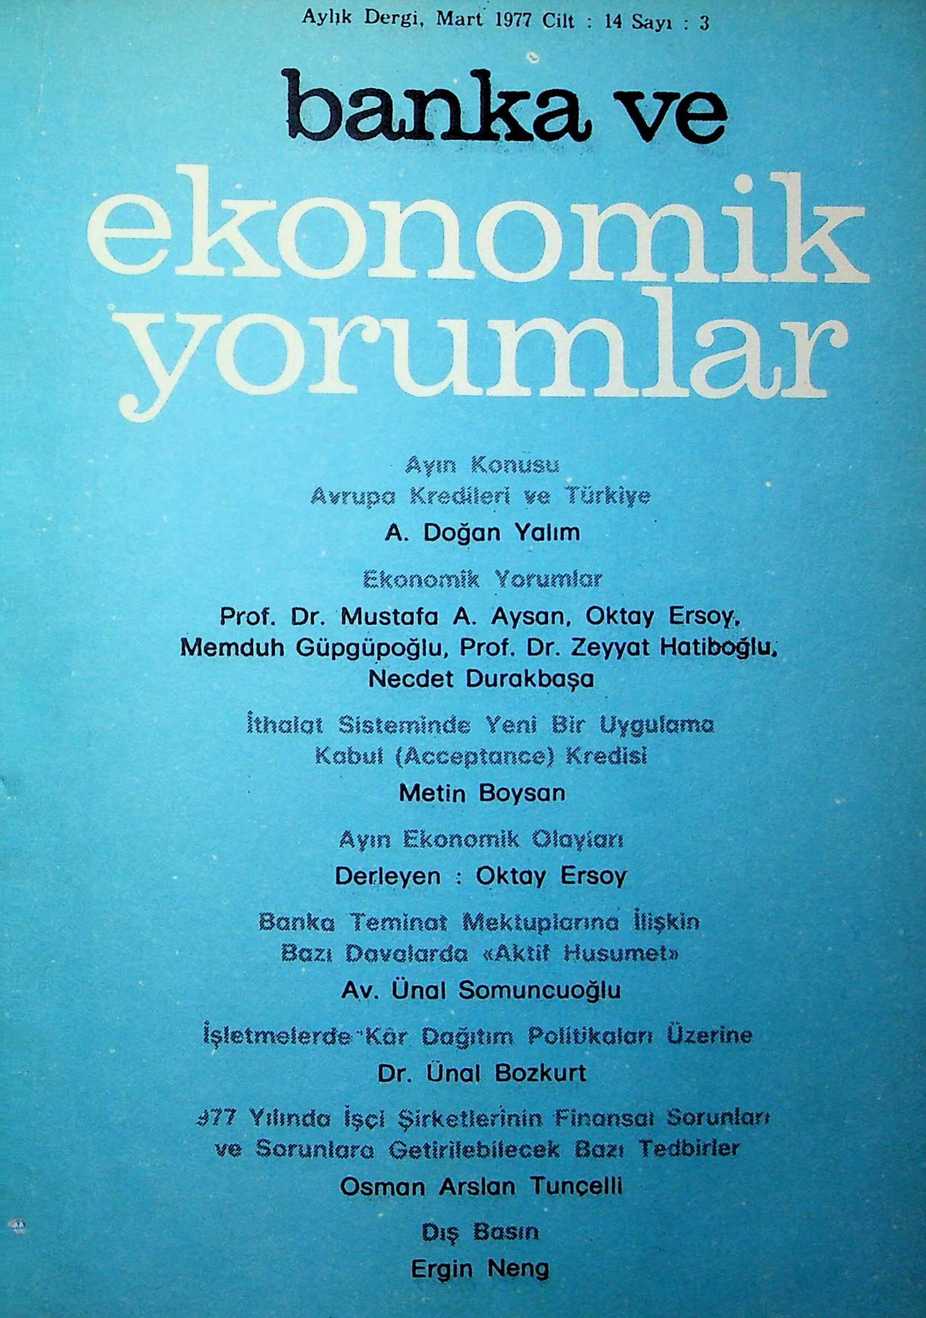 Aylık Dergi, Mart 1977 Cilt : 14 Sayı : 3
banka ve
ekonomik
yorumlar
Ayın Konusu
Avrupa Kredileri ve Türkiye
A. Doğan Yalım
Ekonomik Yorumlar
Prof. Dr. Mustafa A. Aysan, Oktay Ersoy,
Memduh Güpgüpoğlu, Prof. Dr. Zeyyat Hatiboğlu,
Necdet Durakbaşa
İthalat Sisteminde Yeni Bir Uygulama
Kabul (Acceptance) Kredisi
Metin Boysan
Ayın Ekonomik Olayları
Derleyen : Oktay Ersoy
Banka Teminat Mektuplarına İlişkin
Bazı Davalarda «Aktif Husumet»
Av. Ünal Somuncuoğlu
İşletmelerde Kâr Dağıtım Politikaları Üzerine
Dr. Ünal Bozkurt
977 Yılında İşçi Şirketlerinin Finansal Sorunları
ve Sorunlara Getirilebilecek Bazı Tedbirler
Osman Arslan Tunçelli
Dış Basın
Ergin Neng